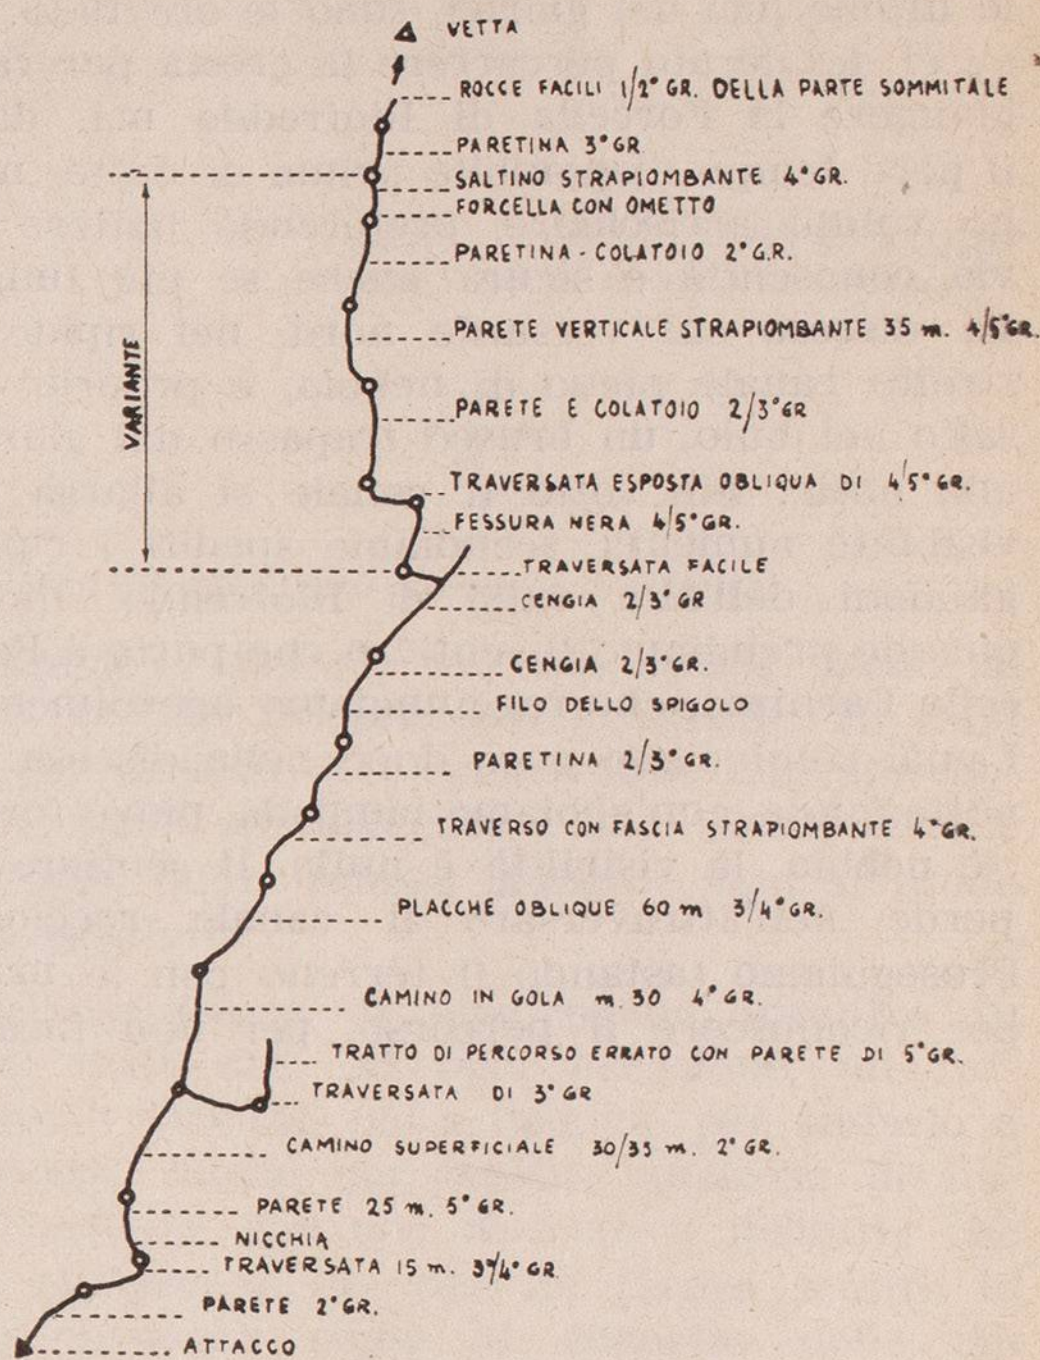 VETTA
ROCCE FACILI 1/2° GR. DELLA PARTE SOMMITALE
PARETINA 3° GR
SALTINO STRAPIOMBANTE 4° GR.
FORCELLA CON OMETTO
PARETINA - COLATOIO 2° G.R.
PARETE VERTICALE STRAPIOMBANTE 35 m. 4/5° GR.
VARIANTE
PARETE E COLATOIO 2/3° GR
TRAVERSATA ESPOSTA OBLIQUA DI 4/5° GR.
FESSURA NERA 4/5° GR.
TRAVERSATA FACILE
CENGIA 2/3° GR
CENGIA 2/3° GR.
FILO DELLO SPIGOLO
PARETINA 2/3° GR.
TRAVERSO CON FASCIA STRAPIOMBANTE 4° GR.
PLACCHE OBLIQUE 60 m 3/4° GR.
CAMINO IN GOLA m. 30 4° GR.
TRATTO DI PERCORSO ERRATO CON PARETE DI 5° GR.
TRAVERSATA DI 3° GR
CAMINO SUPERFICIALE 30/35 m. 2° GR.
PARETE 25 m. 5° GR.
NICCHIA
TRAVERSATA 15 m. 3°/4° GR
PARETE 2° GR.
ATTACCO